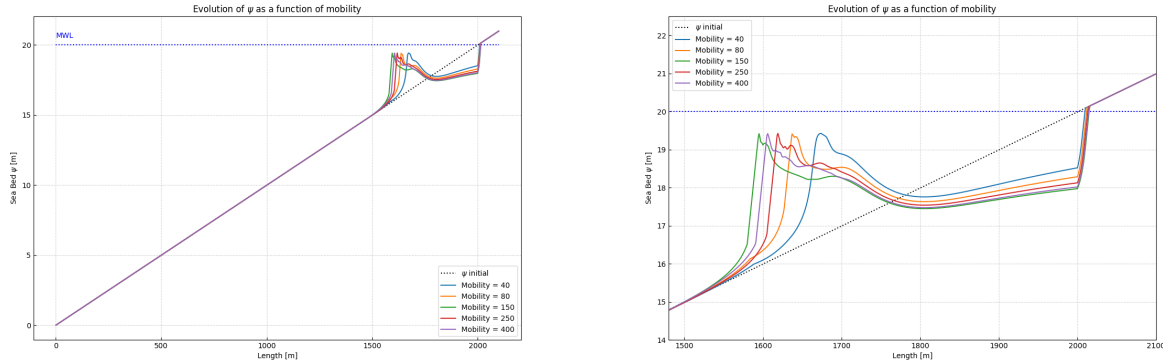 Evolution of ψ as a function of mobility
MWL
Sea Bed ψ [m]
20
15
10
5
0
0
500
1000
1500
2000
Length [m]
ψ initial
Mobility = 40
Mobility = 80
Mobility = 150
Mobility = 250
Mobility = 400
Evolution of ψ as a function of mobility
ψ initial
Mobility = 40
Mobility = 80
Mobility = 150
Mobility = 250
Mobility = 400
Sea Bed ψ [m]
22
21
20
19
18
17
16
15
14
1500
1600
1700
1800
1900
2000
2100
Length [m]